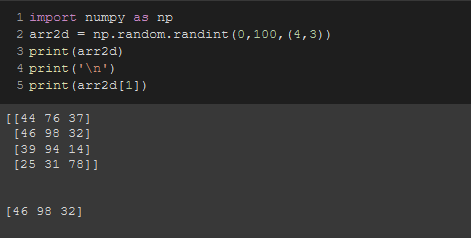 1 import numpy as np
2 arr2d = np.random.randint(0,100,(4,3))
3 print(arr2d)
4 print('\n')
5 print(arr2d[1])
[[44 76 37]
 [46 98 32]
 [39 94 14]
 [25 31 78]]
[46 98 32]